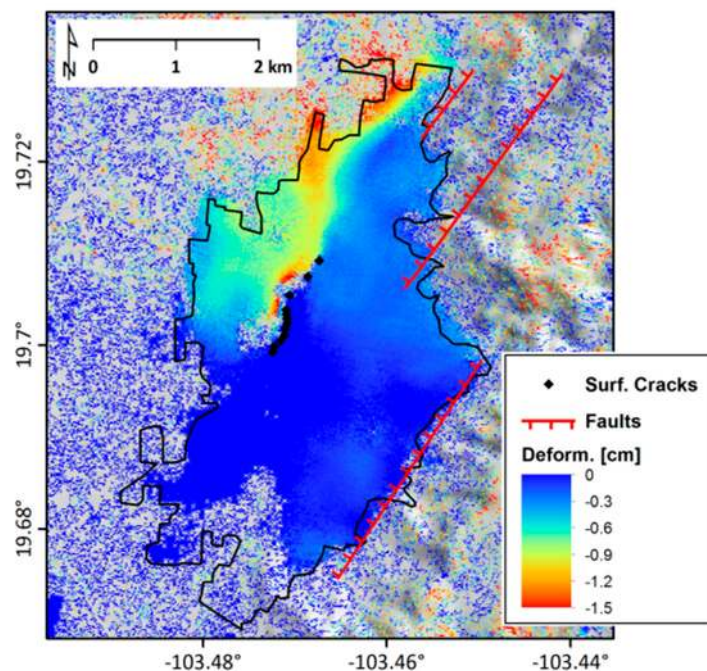 N
0 1 2 km
19.72
19.7
19.68
-103.48 -103.46 -103.44
Surf. Cracks
Faults
Deform. [cm]
0
-0.3
-0.6
-0.9
-1.2
-1.5